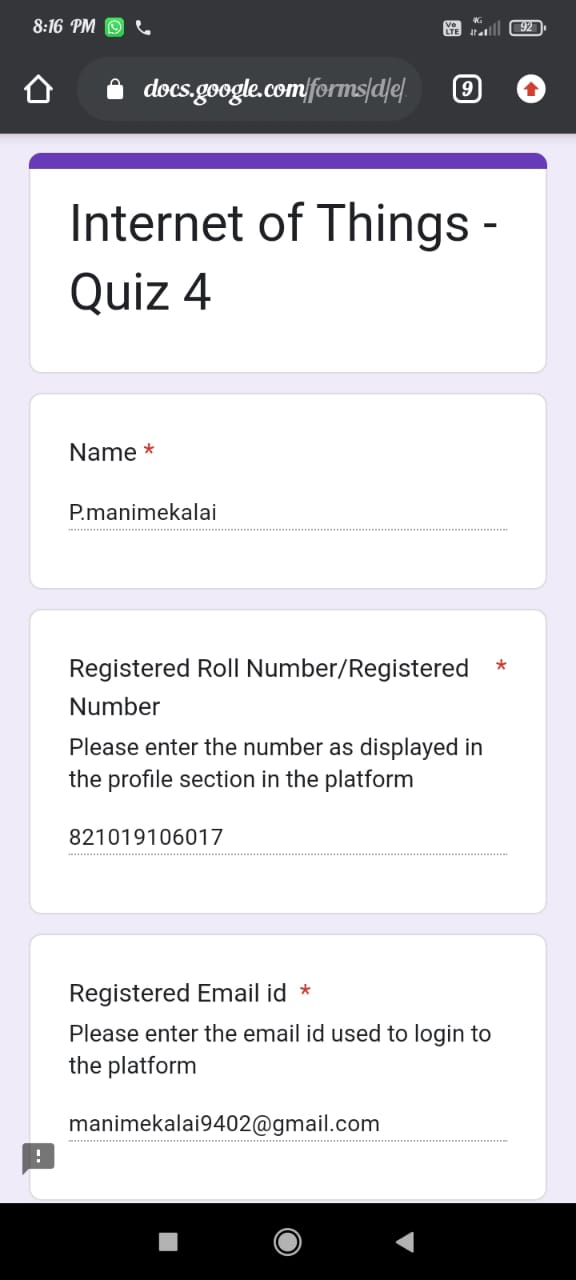 8:16 PM
Vo LTE 4G 92
docs.google.com/forms/d/e/
9
Internet of Things -
Quiz 4
Name *
P.manimekalai
Registered Roll Number/Registered *
Number
Please enter the number as displayed in
the profile section in the platform
821019106017
Registered Email id *
Please enter the email id used to login to
the platform
manimekalai9402@gmail.com